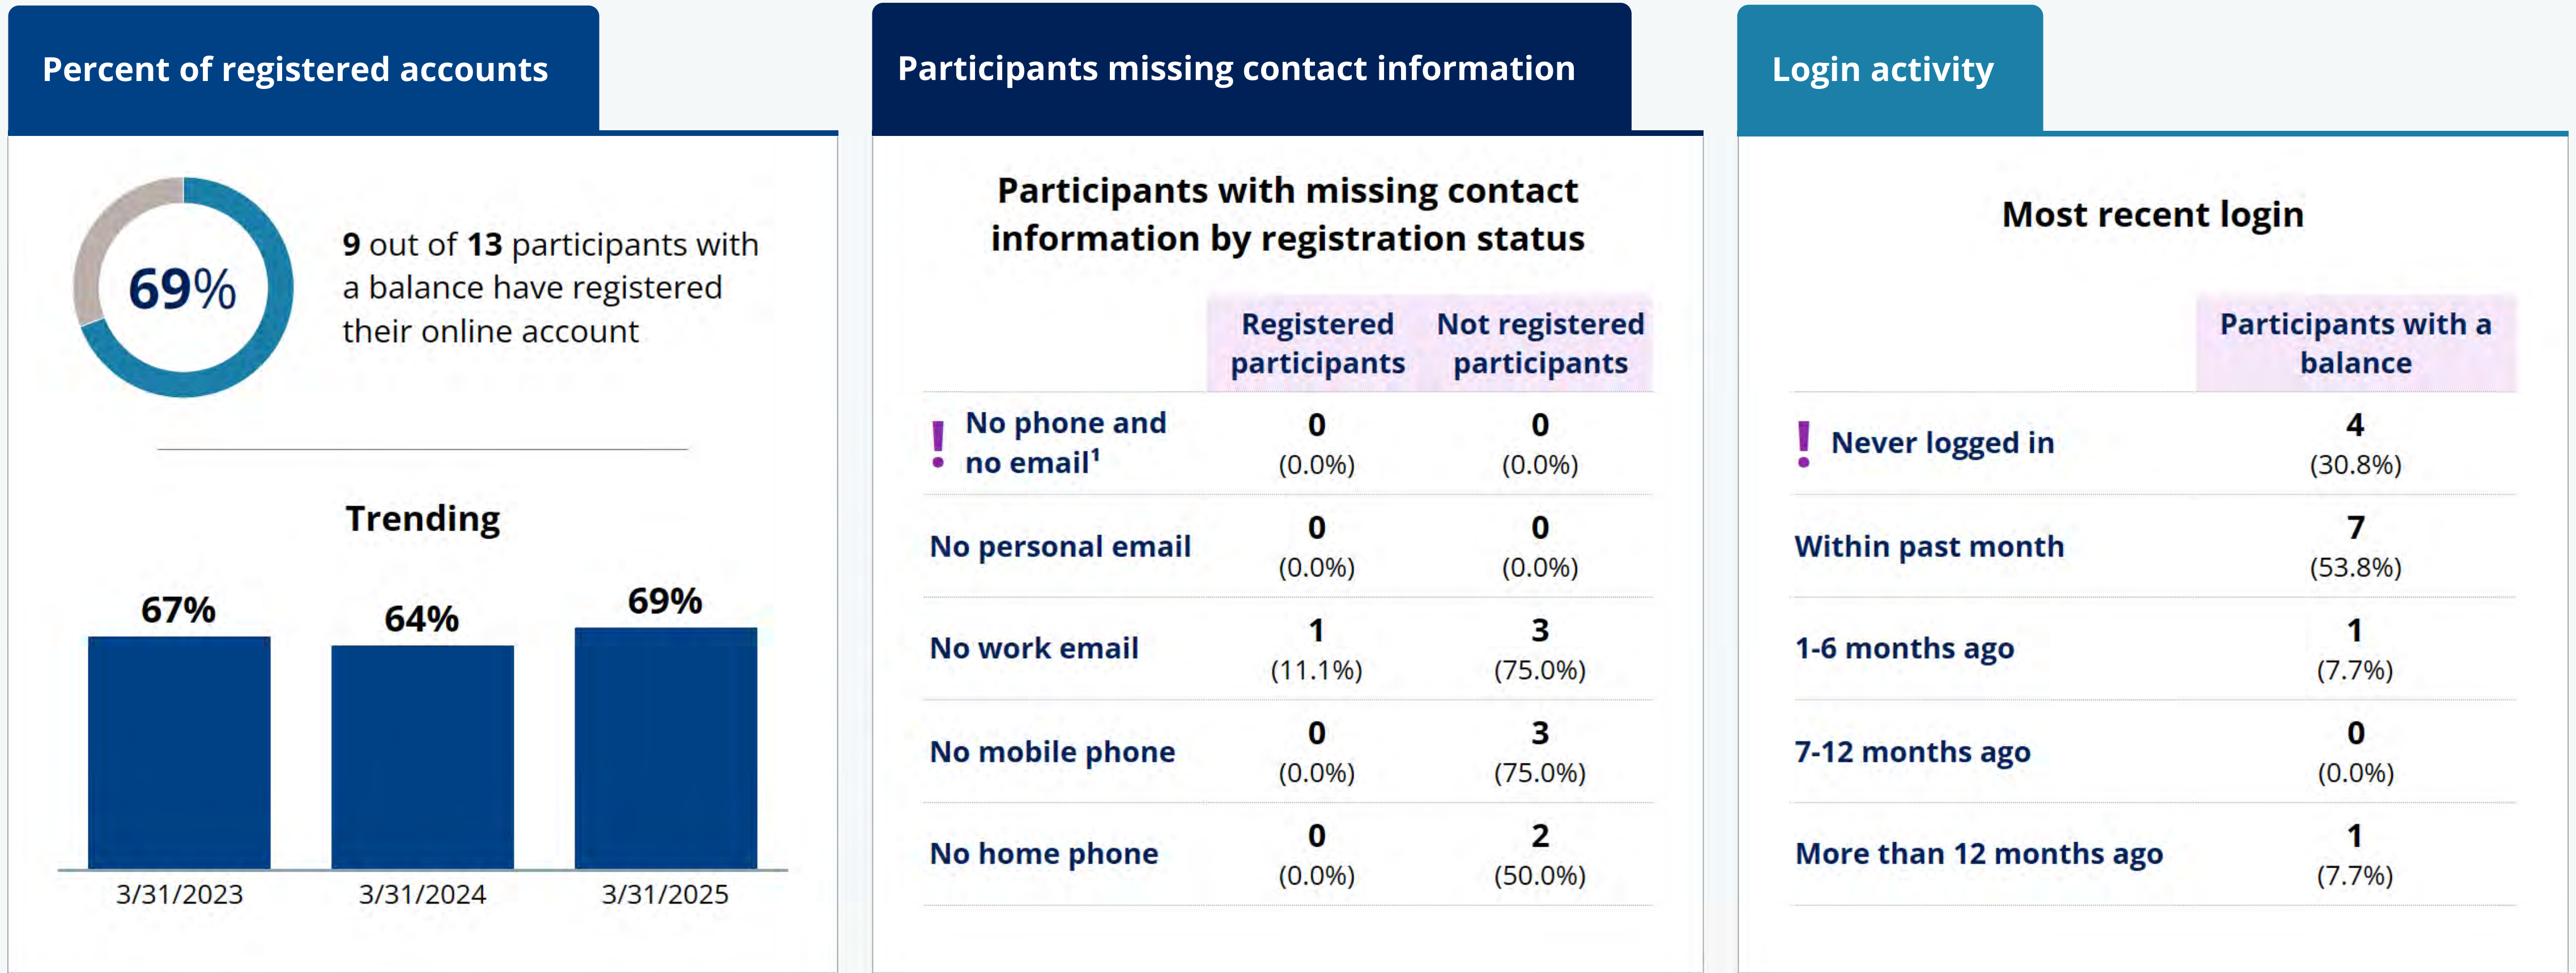 Percent of registered accounts
69%
9 out of 13 participants with
a balance have registered
their online account
Trending
67%
64%
69%
3/31/2023
3/31/2024
3/31/2025
Participants missing contact information
Participants with missing contact
information by registration status
Registered participants
Not registered participants
! No phone and
no email¹
0
(0.0%)
0
(0.0%)
No personal email
0
(0.0%)
0
(0.0%)
No work email
1
(11.1%)
3
(75.0%)
No mobile phone
0
(0.0%)
3
(75.0%)
No home phone
0
(0.0%)
2
(50.0%)
Login activity
Most recent login
Participants with a
balance
! Never logged in
4
(30.8%)
Within past month
7
(53.8%)
1-6 months ago
1
(7.7%)
7-12 months ago
0
(0.0%)
More than 12 months ago
1
(7.7%)